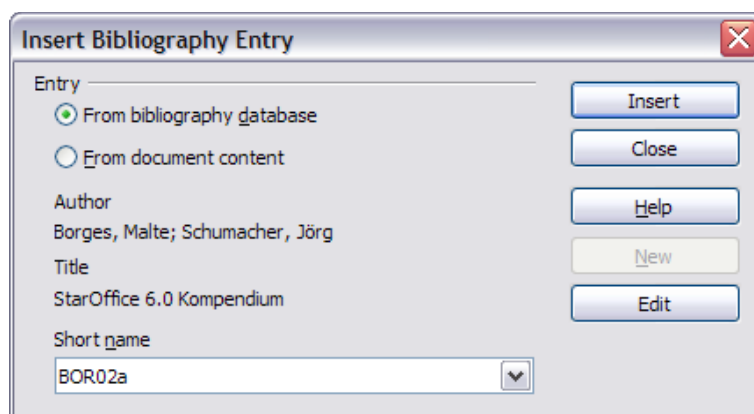 Insert Bibliography Entry
Entry
From bibliography database
From document content
Author
Borges, Malte; Schumacher, Jörg
Title
StarOffice 6.0 Kompendium
Short name
BOR02a
Insert
Close
Help
New
Edit